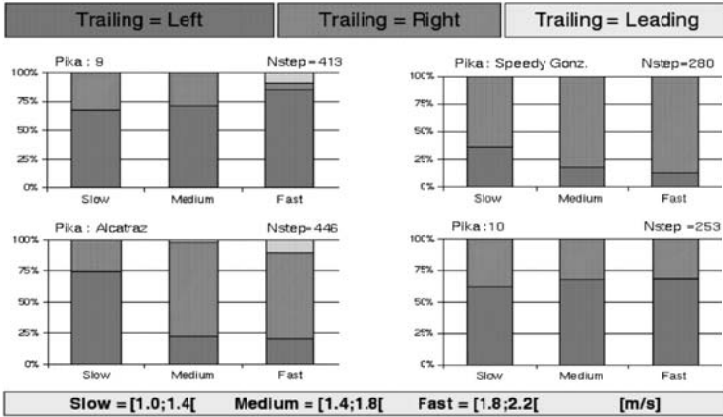 Trailing = Left Trailing = Right Trailing = Leading
Pika : 9 Nstep=413
100%
75%
50%
25%
0%
Slow Medium Fast
Pika: Speedy Gonz. Nstep=280
100%
75%
50%
25%
0%
Slow Medium Fast
Pika : Alcatraz Nstep=446
100%
75%
50%
25%
0%
Slow Medium Fast
Pika:10 Nstep =253
100%
75%
50%
25%
0%
Slow Medium Fast
Slow = [1.0;1.4[ Medium = [1.4;1.8[ Fast = [1.8;2.2[ [m/s]